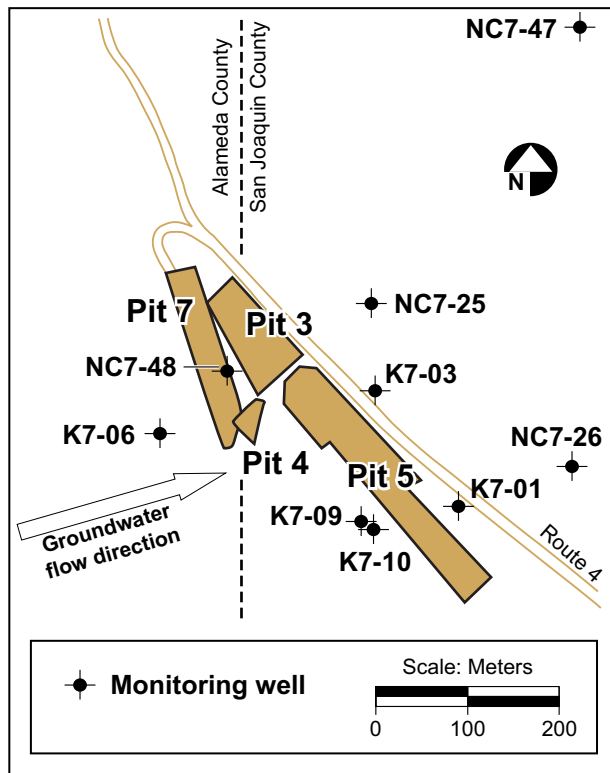 NC7-47
Alameda County
San Joaquin County
N
Pit 7
Pit 3
NC7-25
NC7-48
K7-03
K7-06
NC7-26
Pit 4
Pit 5
K7-01
K7-09
Groundwater
flow direction
K7-10
Route 4
Monitoring well
Scale: Meters
0 100 200